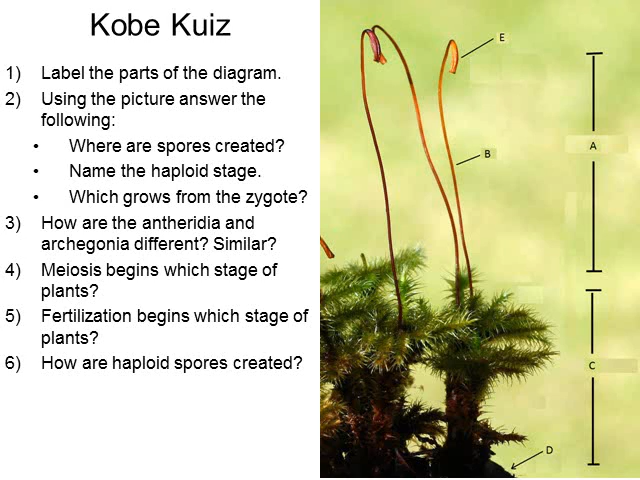 Kobe Kuiz
1) Label the parts of the diagram.
2) Using the picture answer the
following:
• Where are spores created?
• Name the haploid stage.
• Which grows from the zygote?
3) How are the antheridia and
archegonia different? Similar?
4) Meiosis begins which stage of
plants?
5) Fertilization begins which stage of
plants?
6) How are haploid spores created?
E
A
B
C
D